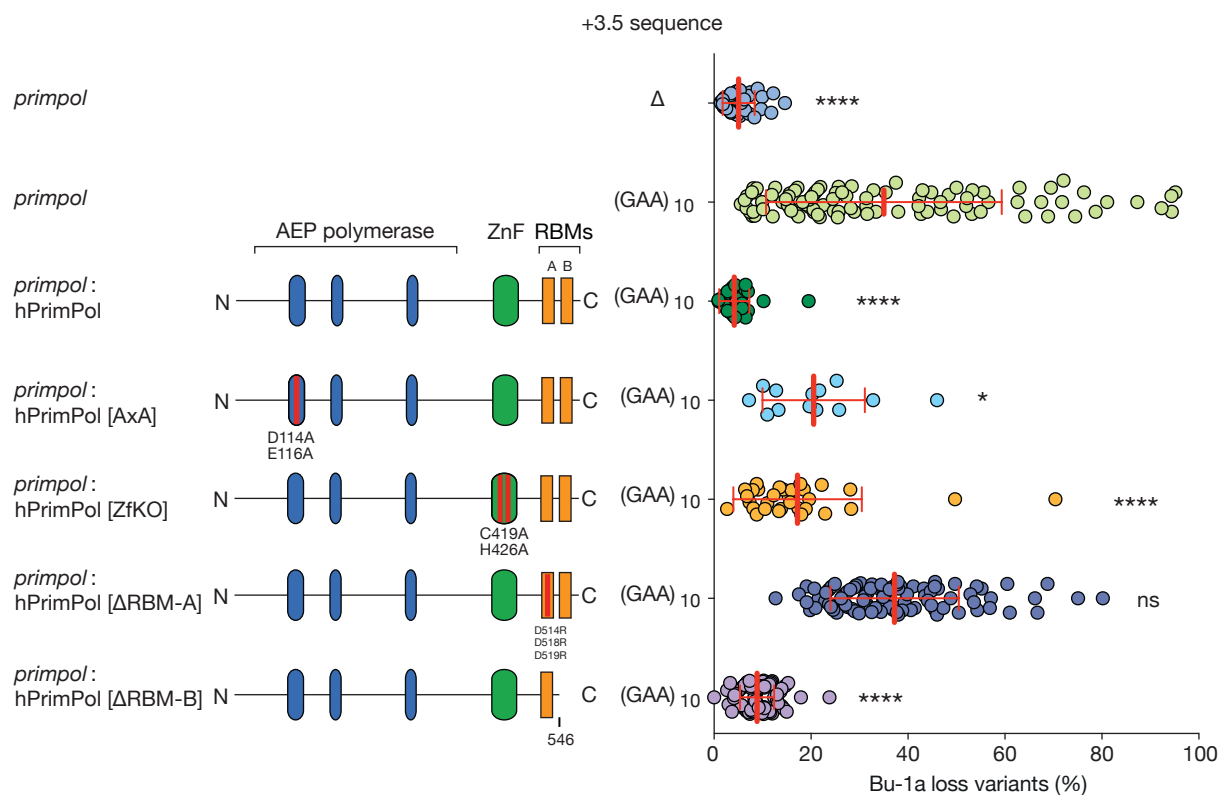 +3.5 sequence
primpol
Δ
****
primpol
(GAA) 10
AEP polymerase
ZnF
RBMs
A
B
primpol :
hPrimPol
N
C
(GAA) 10
****
primpol :
hPrimPol [AxA]
N
C
D114A
E116A
(GAA) 10
*
primpol :
hPrimPol [ZfKO]
N
C
C419A
H426A
(GAA) 10
****
primpol :
hPrimPol [ΔRBM-A]
N
C
D514R
D518R
D519R
(GAA) 10
ns
primpol :
hPrimPol [ΔRBM-B]
N
C
546
(GAA) 10
****
0
20
40
60
80
100
Bu-1a loss variants (%)